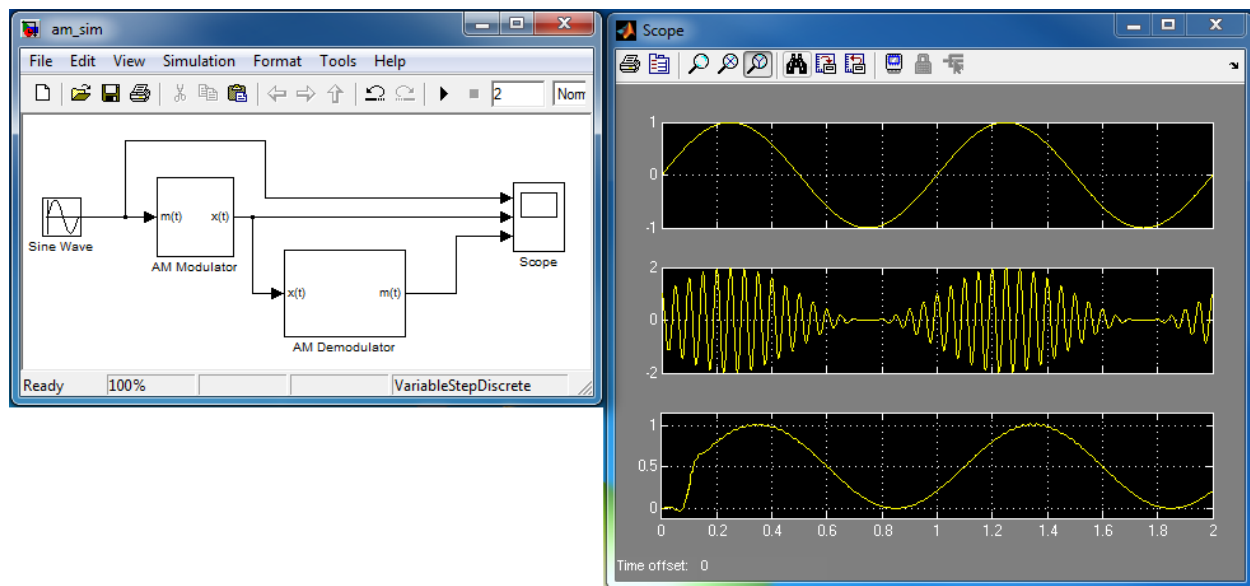 am_sim
File Edit View Simulation Format Tools Help
2 Norm
m(t) x(t)
Sine Wave
AM Modulator
Scope
x(t) m(t)
AM Demodulator
Ready 100% VariableStepDiscrete
Scope
1
0
-1
2
0
-2
1
0.5
0
0 0.2 0.4 0.6 0.8 1 1.2 1.4 1.6 1.8 2
Time offset: 0